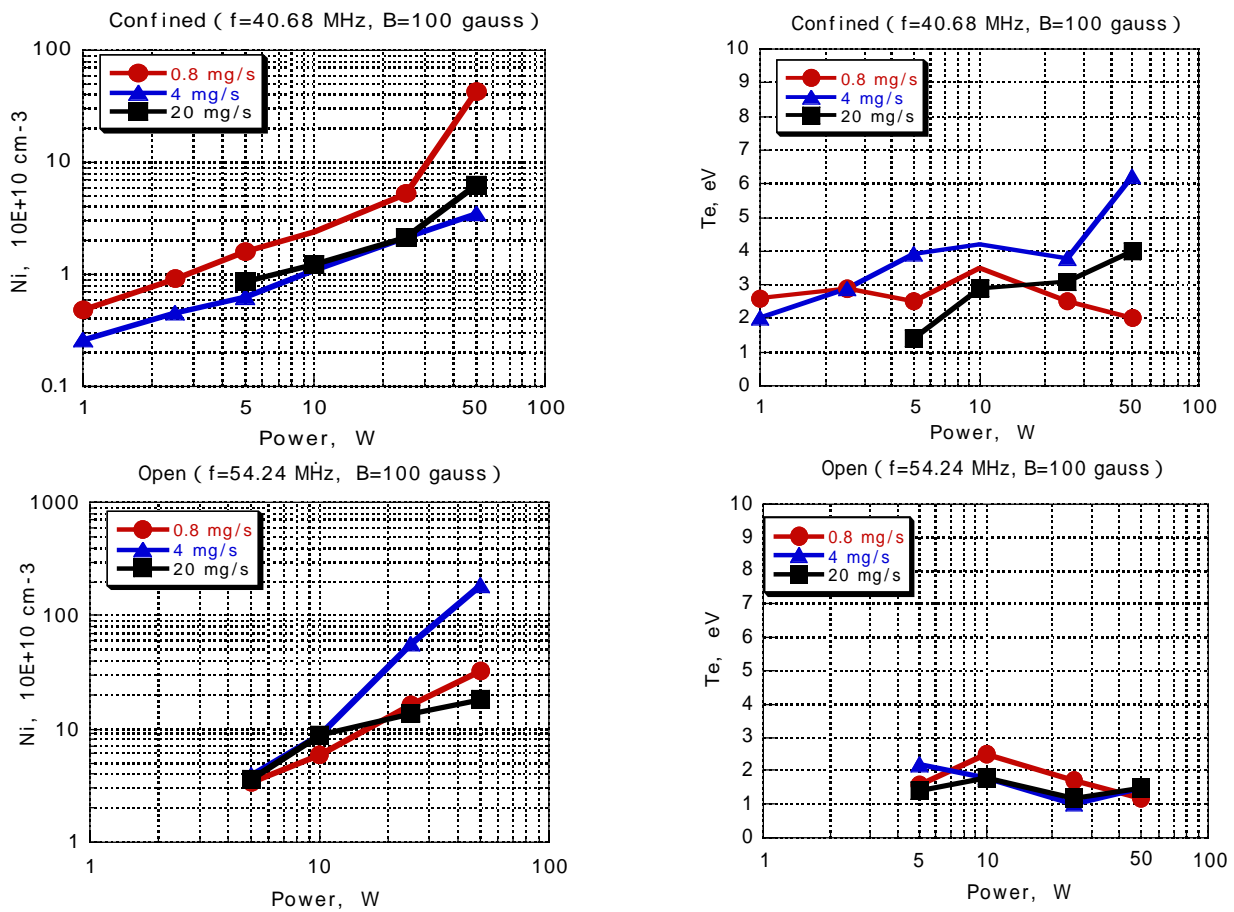 Confined ( f=40.68 MHz, B=100 gauss )
100
10
1
0.1
Ni, 10E+10 cm-3
0.8 mg/s
4 mg/s
20 mg/s
1
5
10
50
100
Power, W
Confined ( f=40.68 MHz, B=100 gauss )
10
9
8
7
6
5
4
3
2
1
0
Te, eV
0.8 mg/s
4 mg/s
20 mg/s
1
5
10
50
100
Power, W
Open ( f=54.24 MHz, B=100 gauss )
1000
100
10
1
Ni, 10E+10 cm-3
0.8 mg/s
4 mg/s
20 mg/s
1
10
100
Power, W
Open ( f=54.24 MHz, B=100 gauss )
10
9
8
7
6
5
4
3
2
1
0
Te, eV
0.8 mg/s
4 mg/s
20 mg/s
1
5
10
50
100
Power, W